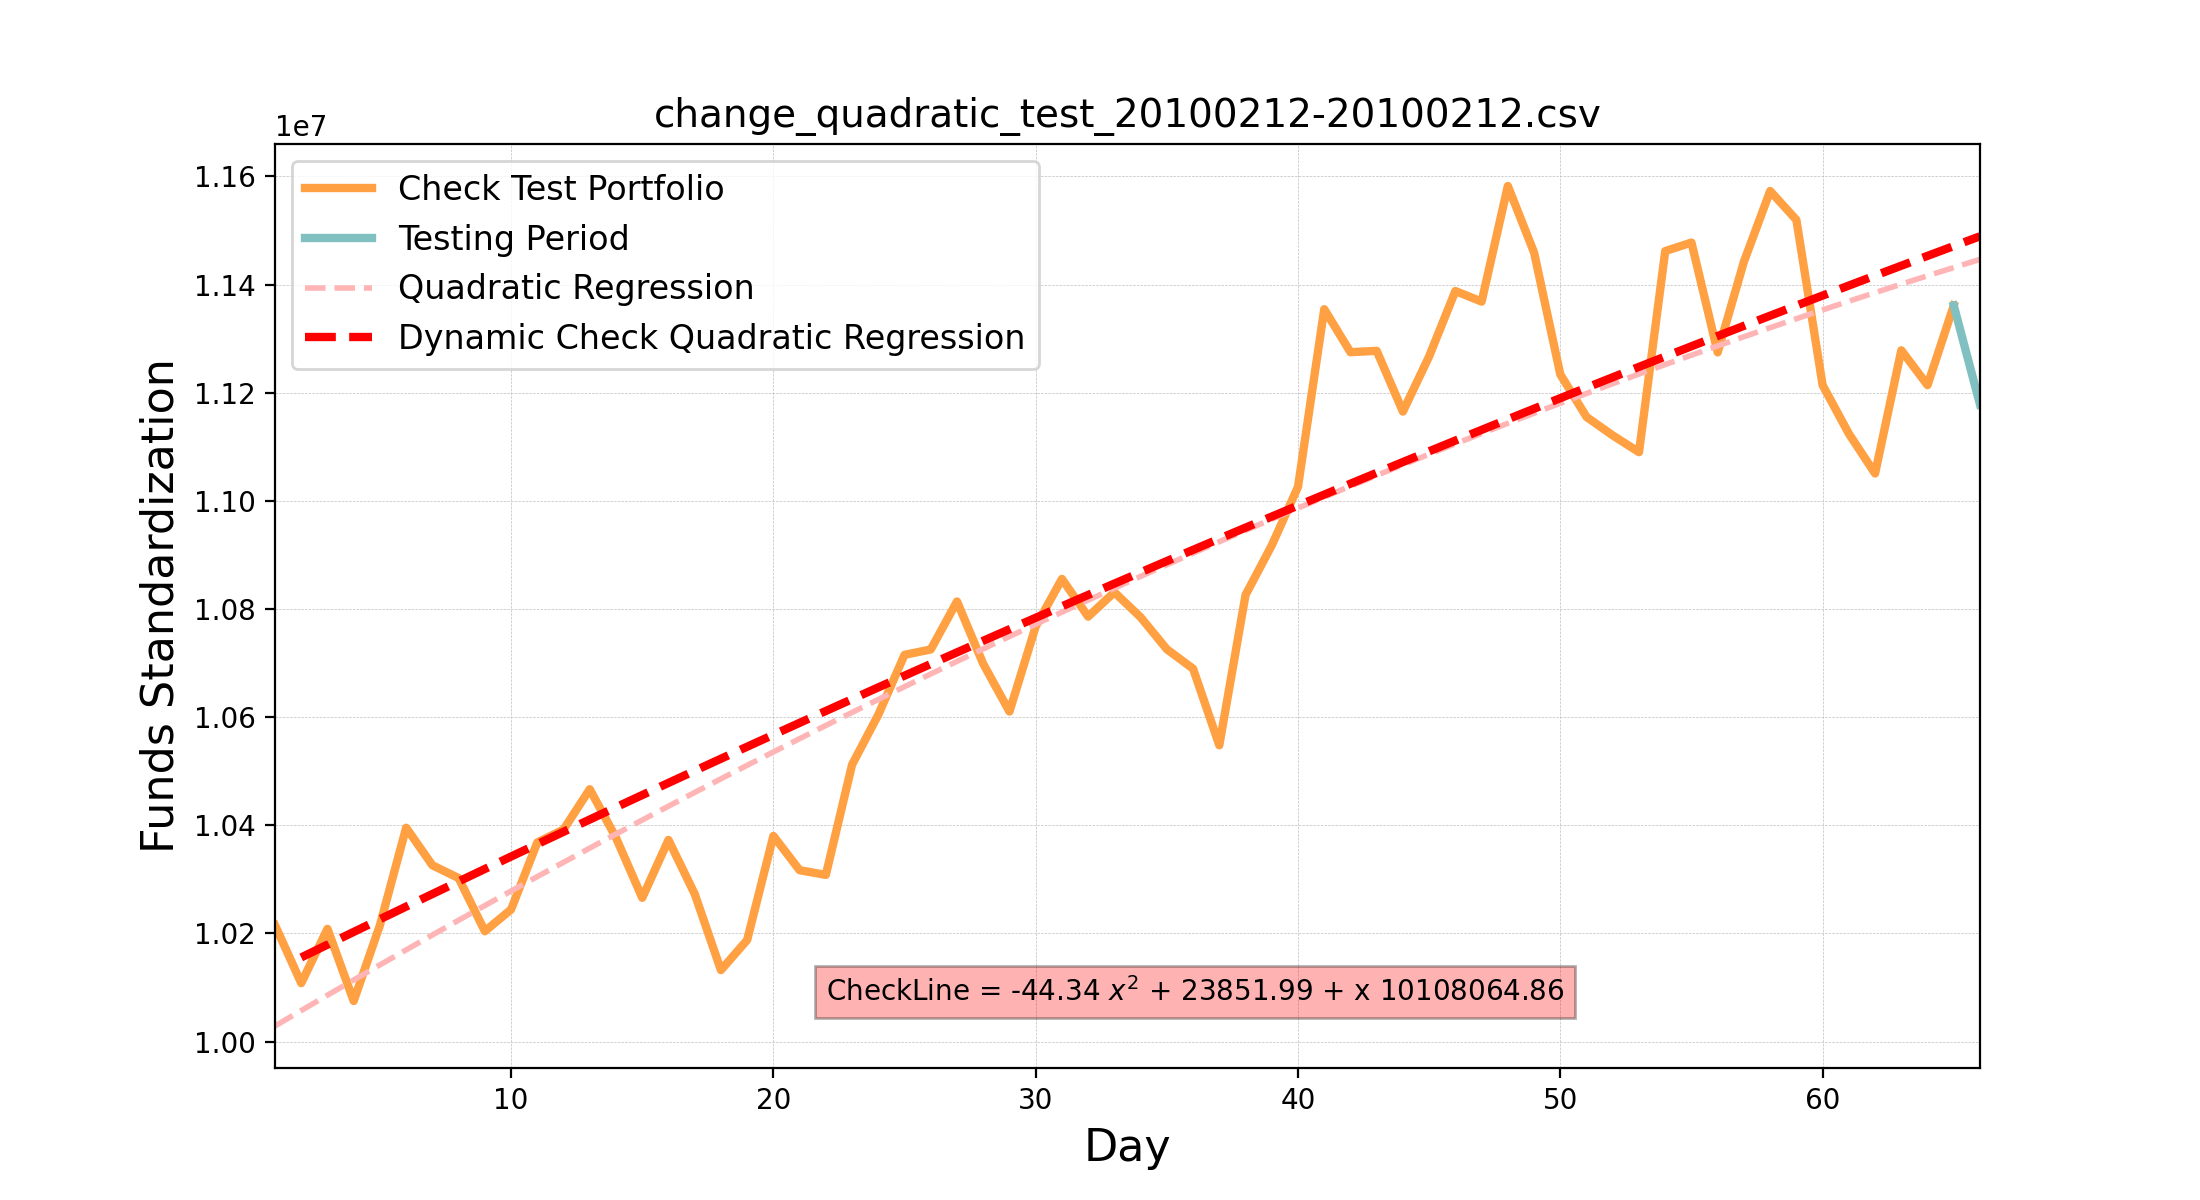 change_quadratic_test_20100212-20100212.csv
1e7
1.16
1.14
1.12
1.10
1.08
1.06
1.04
1.02
1.00
Funds Standardization
Check Test Portfolio
Testing Period
Quadratic Regression
Dynamic Check Quadratic Regression
CheckLine = -44.34 x² + 23851.99 + x 10108064.86
10 20 30 40 50 60
Day